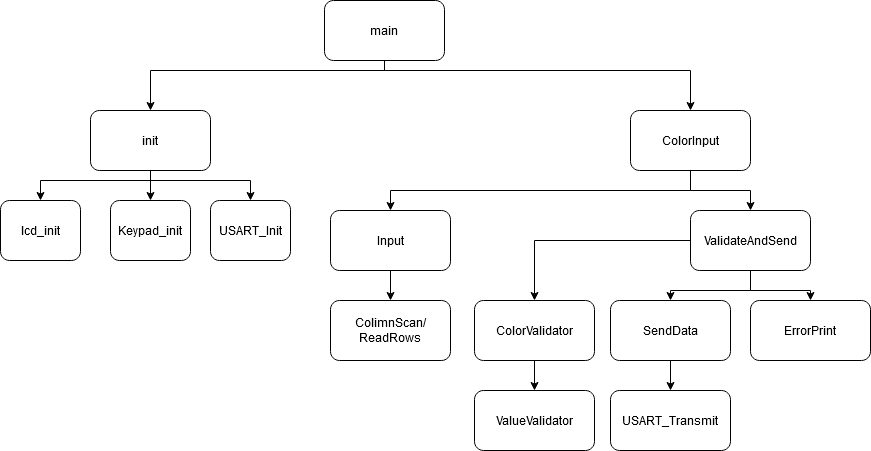 main
init
ColorInput
lcd_init
Keypad_init
USART_Init
Input
ValidateAndSend
ColimnScan/
ReadRows
ColorValidator
SendData
ErrorPrint
ValueValidator
USART_Transmit